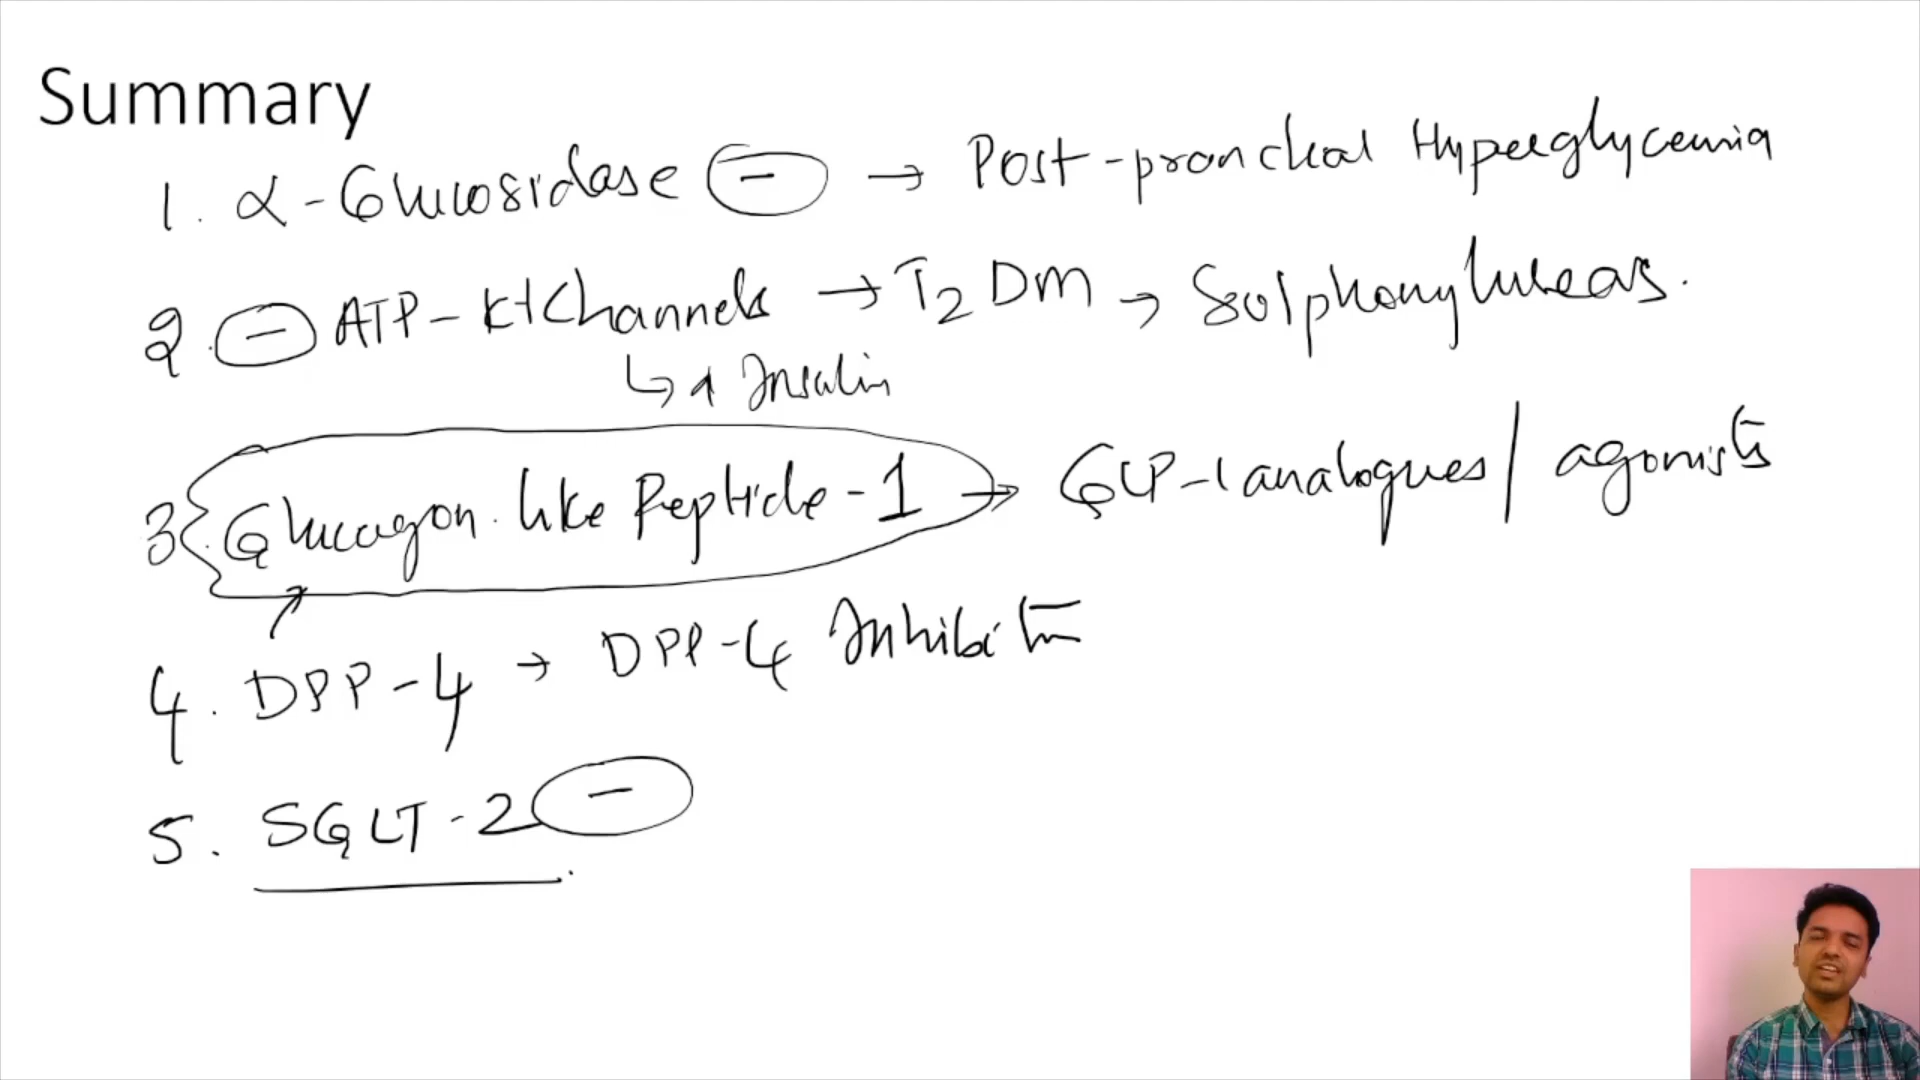 Summary
1. α-Glucosidase (-) → Post-prandial Hyperglycemia
2. (-) ATP-K+ Channels → T2DM → Sulphonylureas.
↳ ↑ Insulin
3. Glucagon like Peptide-1 → GLP-1 analogues / agonists
4. DPP-4 → DPP-4 Inhibitors
5. SGLT-2 (-)